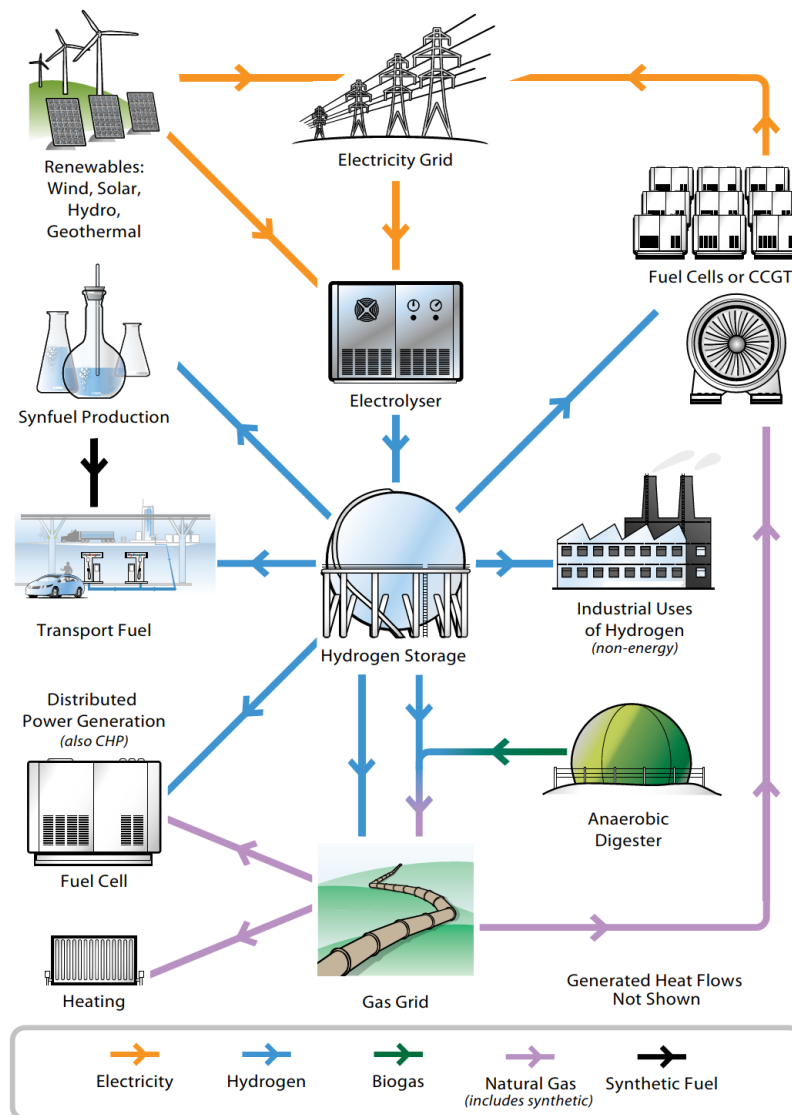 Electricity Grid
Renewables:
Wind, Solar,
Hydro,
Geothermal
Fuel Cells or CCGT
Synfuel Production
Electrolyser
Transport Fuel
Hydrogen Storage
Industrial Uses
of Hydrogen
(non-energy)
Distributed
Power Generation
(also CHP)
Anaerobic
Digester
Fuel Cell
Heating
Gas Grid
Generated Heat Flows
Not Shown
Electricity
Hydrogen
Biogas
Natural Gas
(includes synthetic)
Synthetic Fuel